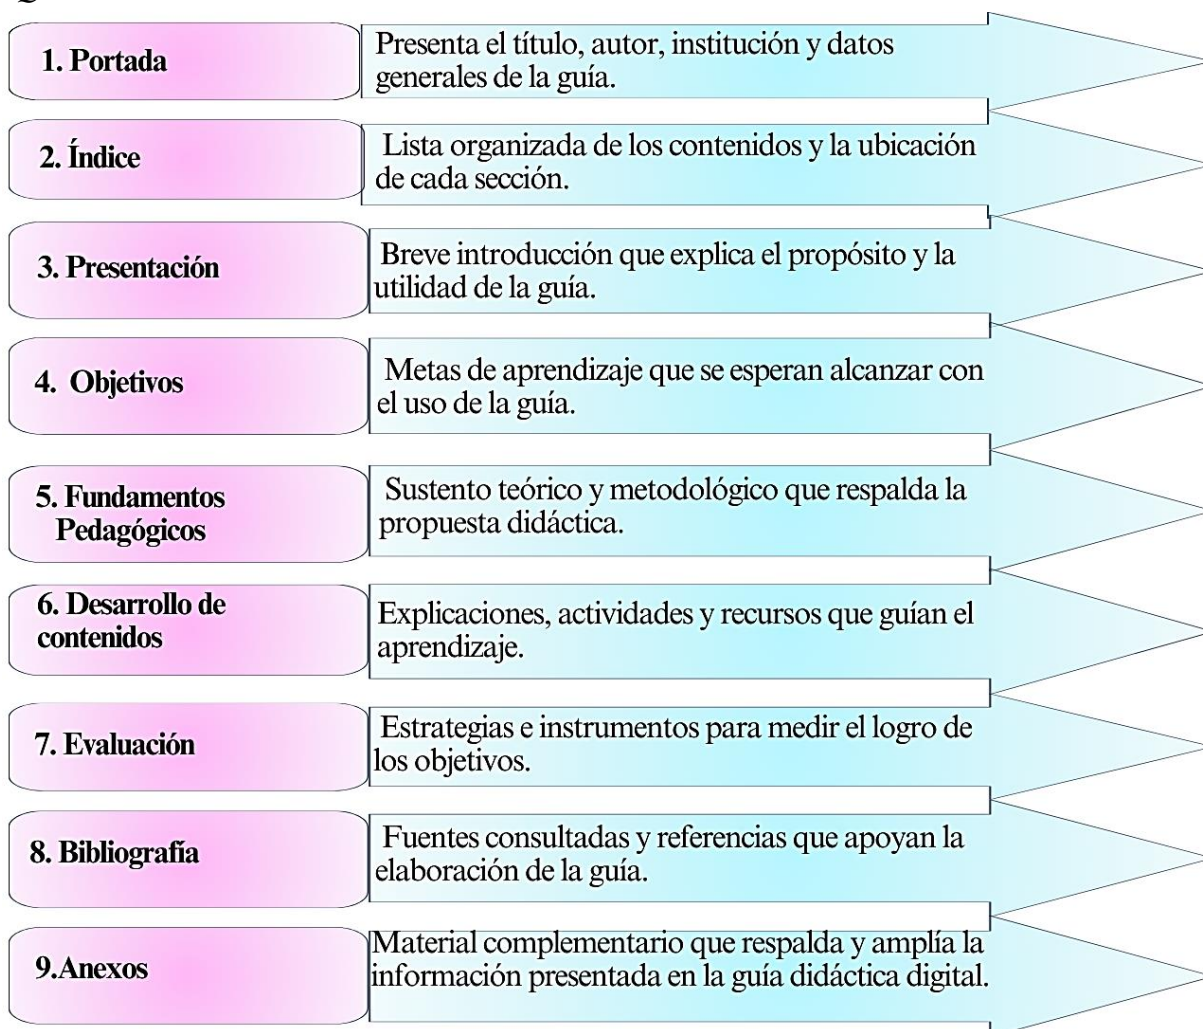 1. Portada
Presenta el título, autor, institución y datos
generales de la guía.
2. Índice
Lista organizada de los contenidos y la ubicación
de cada sección.
3. Presentación
Breve introducción que explica el propósito y la
utilidad de la guía.
4. Objetivos
Metas de aprendizaje que se esperan alcanzar con
el uso de la guía.
5. Fundamentos
Pedagógicos
Sustento teórico y metodológico que respalda la
propuesta didáctica.
6. Desarrollo de
contenidos
Explicaciones, actividades y recursos que guían el
aprendizaje.
7. Evaluación
Estrategias e instrumentos para medir el logro de
los objetivos.
8. Bibliografía
Fuentes consultadas y referencias que apoyan la
elaboración de la guía.
9.Anexos
Material complementario que respalda y amplía la
información presentada en la guía didáctica digital.